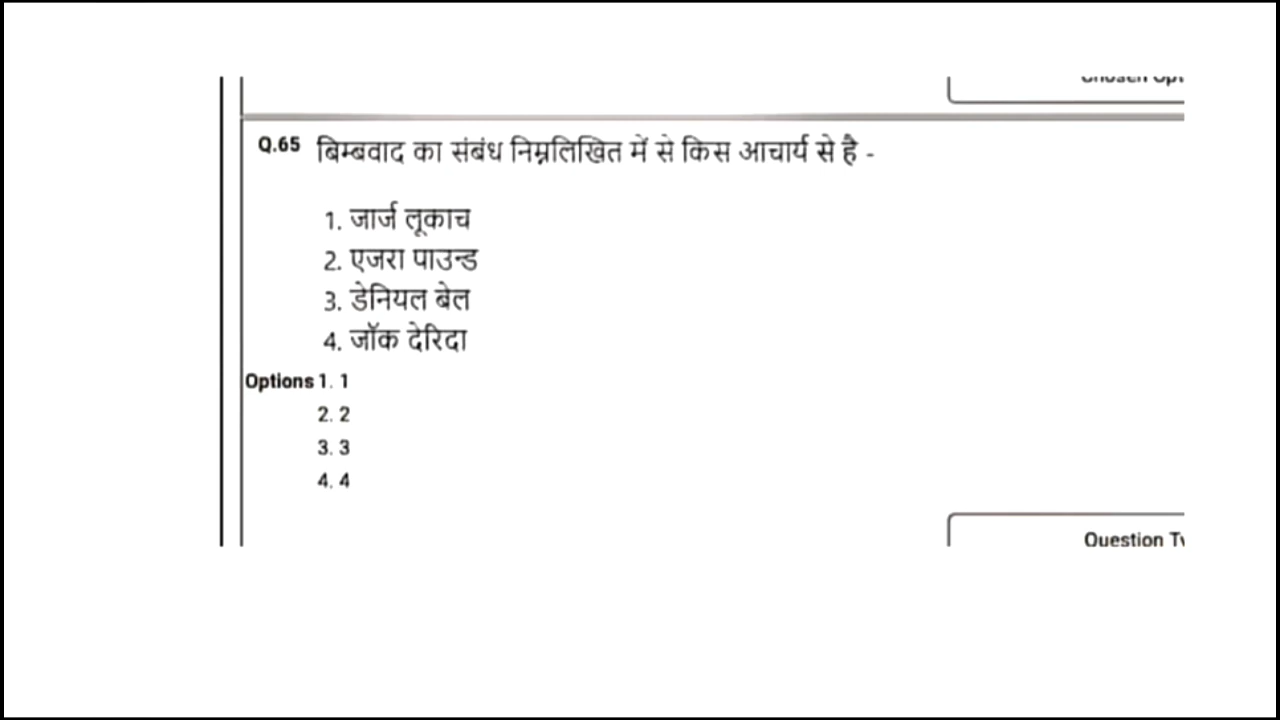 Q.65 बिम्बवाद का संबंध निम्नलिखित में से किस आचार्य से है -
1. जार्ज लूकाच
2. एजरा पाउन्ड
3. डेनियल बेल
4. जॉक देरिदा
Options 1. 1
2. 2
3. 3
4. 4
Question